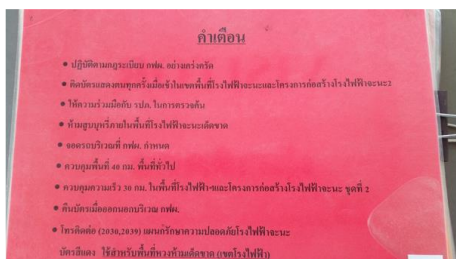 คำเตือน
• ปฏิบัติตามกฎระเบียบ กฟผ. อย่างเคร่งครัด
• ติดบัตรแสดงตนทุกครั้งเมื่อเข้าในเขตพื้นที่โรงไฟฟ้าจะนะและโครงการก่อสร้างโรงไฟฟ้าจะนะ2
• ให้ความร่วมมือกับ รปภ. ในการตรวจค้น
• ห้ามสูบบุหรี่ภายในพื้นที่โรงไฟฟ้าจะนะเด็ดขาด
• จอดรถบริเวณที่ กฟผ. กำหนด
• ควบคุมพื้นที่ 40 กม. พื้นที่ทั่วไป
• ควบคุมความเร็ว 30 กม. ในพื้นที่โรงไฟฟ้าฯและโครงการก่อสร้างโรงไฟฟ้าจะนะ ชุดที่ 2
• คืนบัตรเมื่อออกนอกบริเวณ กฟผ.
• โทรติดต่อ (2030,2039) แผนกรักษาความปลอดภัยโรงไฟฟ้าจะนะ
บัตรสีแดง ใช้สำหรับพื้นที่หวงห้ามเด็ดขาด (เขตโรงไฟฟ้า)